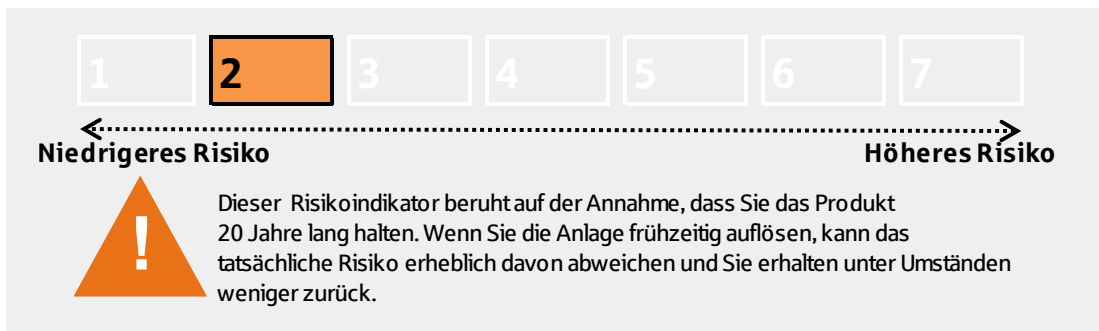 1 2 3 4 5 6 7
Niedrigeres Risiko Höheres Risiko
! Dieser Risikoindikator beruht auf der Annahme, dass Sie das Produkt
20 Jahre lang halten. Wenn Sie die Anlage frühzeitig auflösen, kann das
tatsächliche Risiko erheblich davon abweichen und Sie erhalten unter Umständen
weniger zurück.